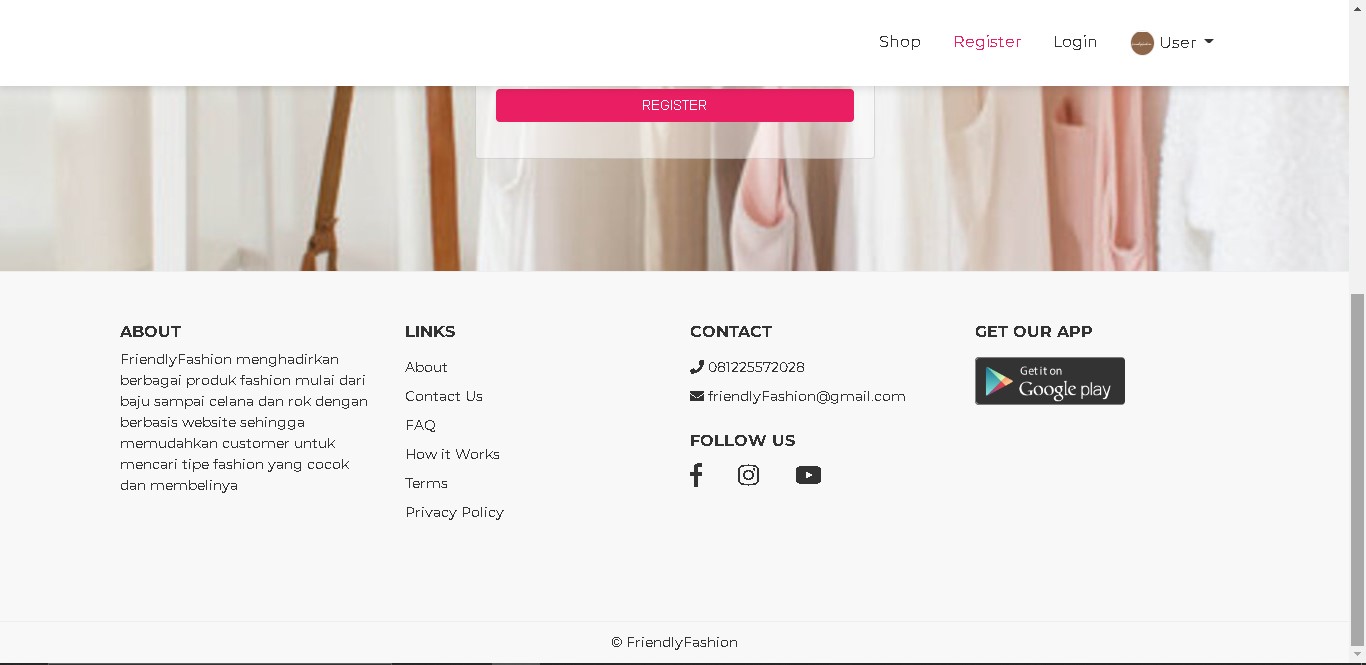 Shop Register Login User
REGISTER
ABOUT
FriendlyFashion menghadirkan
berbagai produk fashion mulai dari
baju sampai celana dan rok dengan
berbasis website sehingga
memudahkan customer untuk
mencari tipe fashion yang cocok
dan membelinya
LINKS
About
Contact Us
FAQ
How it Works
Terms
Privacy Policy
CONTACT
081225572028
friendlyFashion@gmail.com
FOLLOW US
GET OUR APP
Get it on
Google play
© FriendlyFashion